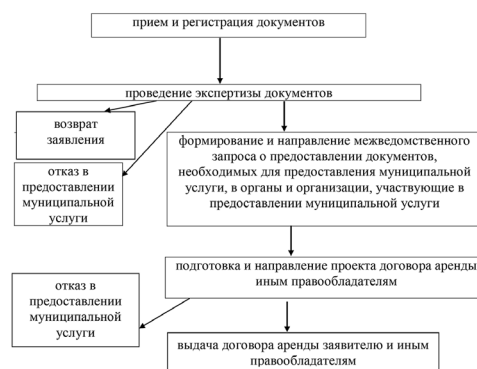 прием и регистрация документов
проведение экспертизы документов
возврат
заявления
формирование и направление межведомственного
запроса о предоставлении документов,
необходимых для предоставления муниципальной
услуги, в органы и организации, участвующие в
предоставлении муниципальной услуги
отказ в
предоставлении
муниципальной
услуги
подготовка и направление проекта договора аренды
иным правообладателям
отказ в
предоставлении
муниципальной
услуги
выдача договора аренды заявителю и иным
правообладателям